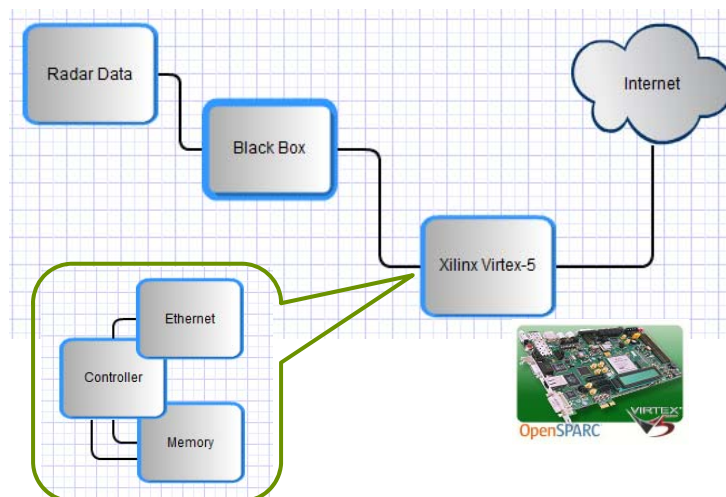 Radar Data
Internet
Black Box
Xilinx Virtex-5
Ethernet
Controller
Memory
OpenSPARC
VIRTEX
5